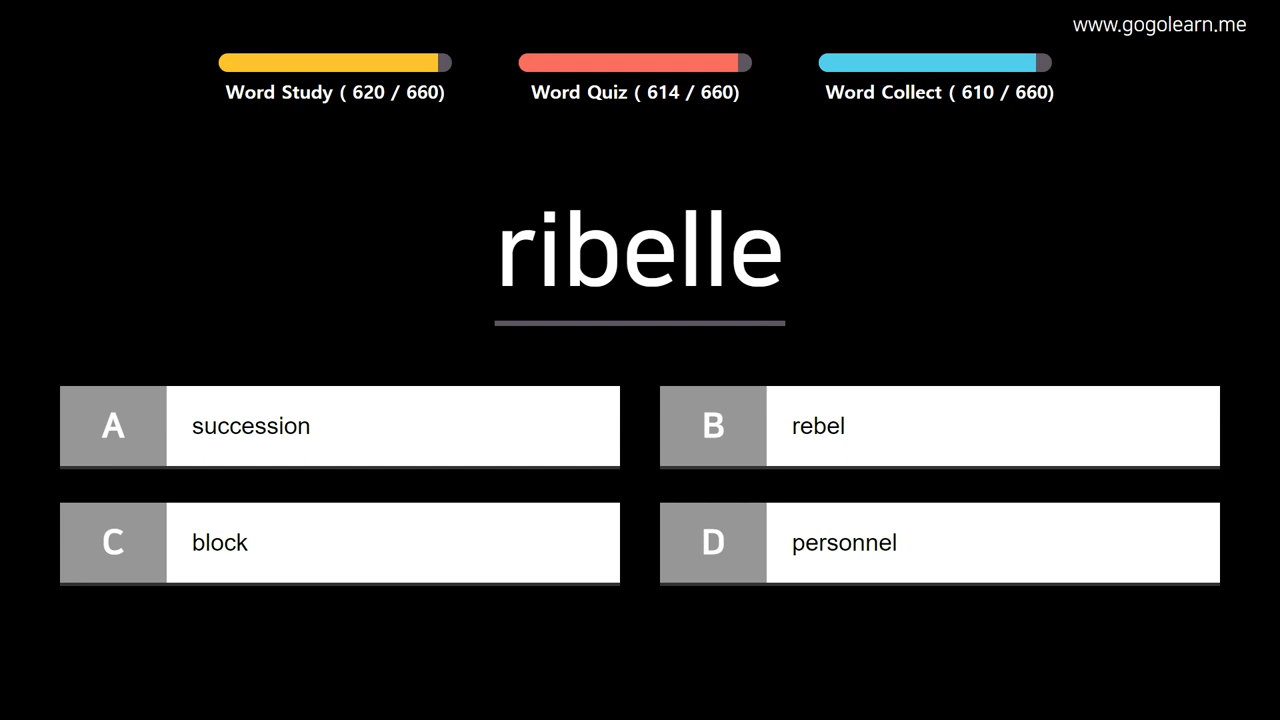 www.gogolearn.me
Word Study ( 620 / 660)
Word Quiz ( 614 / 660)
Word Collect ( 610 / 660)
ribelle
A succession
B rebel
C block
D personnel